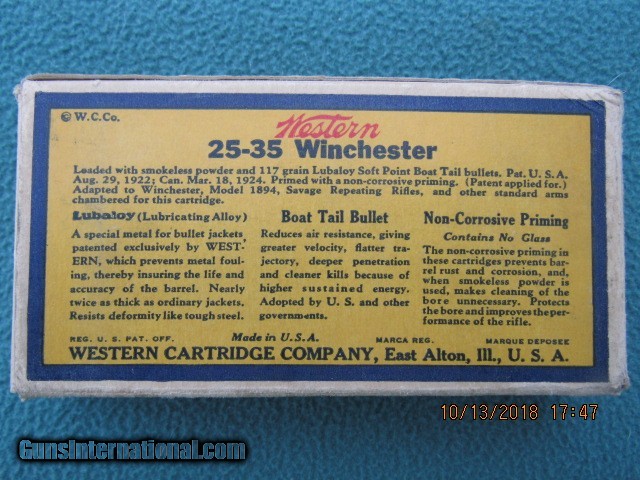 © W.C.Co.
Western
25-35 Winchester
Loaded with smokeless powder and 117 grain Lubaloy Soft Point Boat Tail bullets. Pat. U.S.A.
Aug. 29, 1922; Can. Mar. 18, 1924. Primed with a non-corrosive priming. (Patent applied for.)
Adapted to Winchester, Model 1894, Savage Repeating Rifles, and other standard arms
chambered for this cartridge.
Lubaloy (Lubricating Alloy)
A special metal for bullet jackets
patented exclusively by WEST-
ERN, which prevents metal foul-
ing, thereby insuring the life and
accuracy of the barrel. Nearly
twice as thick as ordinary jackets.
Resists deformity like tough steel.
Boat Tail Bullet
Reduces air resistance, giving
greater velocity, flatter tra-
jectory, deeper penetration
and cleaner kills because of
higher sustained energy.
Adopted by U. S. and other
governments.
Non-Corrosive Priming
Contains No Glass
The non-corrosive priming in
these cartridges prevents bar-
rel rust and corrosion, and,
when smokeless powder is
used, makes cleaning of the
bore unnecessary. Protects
the bore and improves the per-
formance of the rifle.
REG. U. S. PAT. OFF. Made in U.S.A. MARCA REG. MARQUE DEPOSEE
WESTERN CARTRIDGE COMPANY, East Alton, Ill., U. S. A.
10/13/2018 17:47
GunsInternational.com